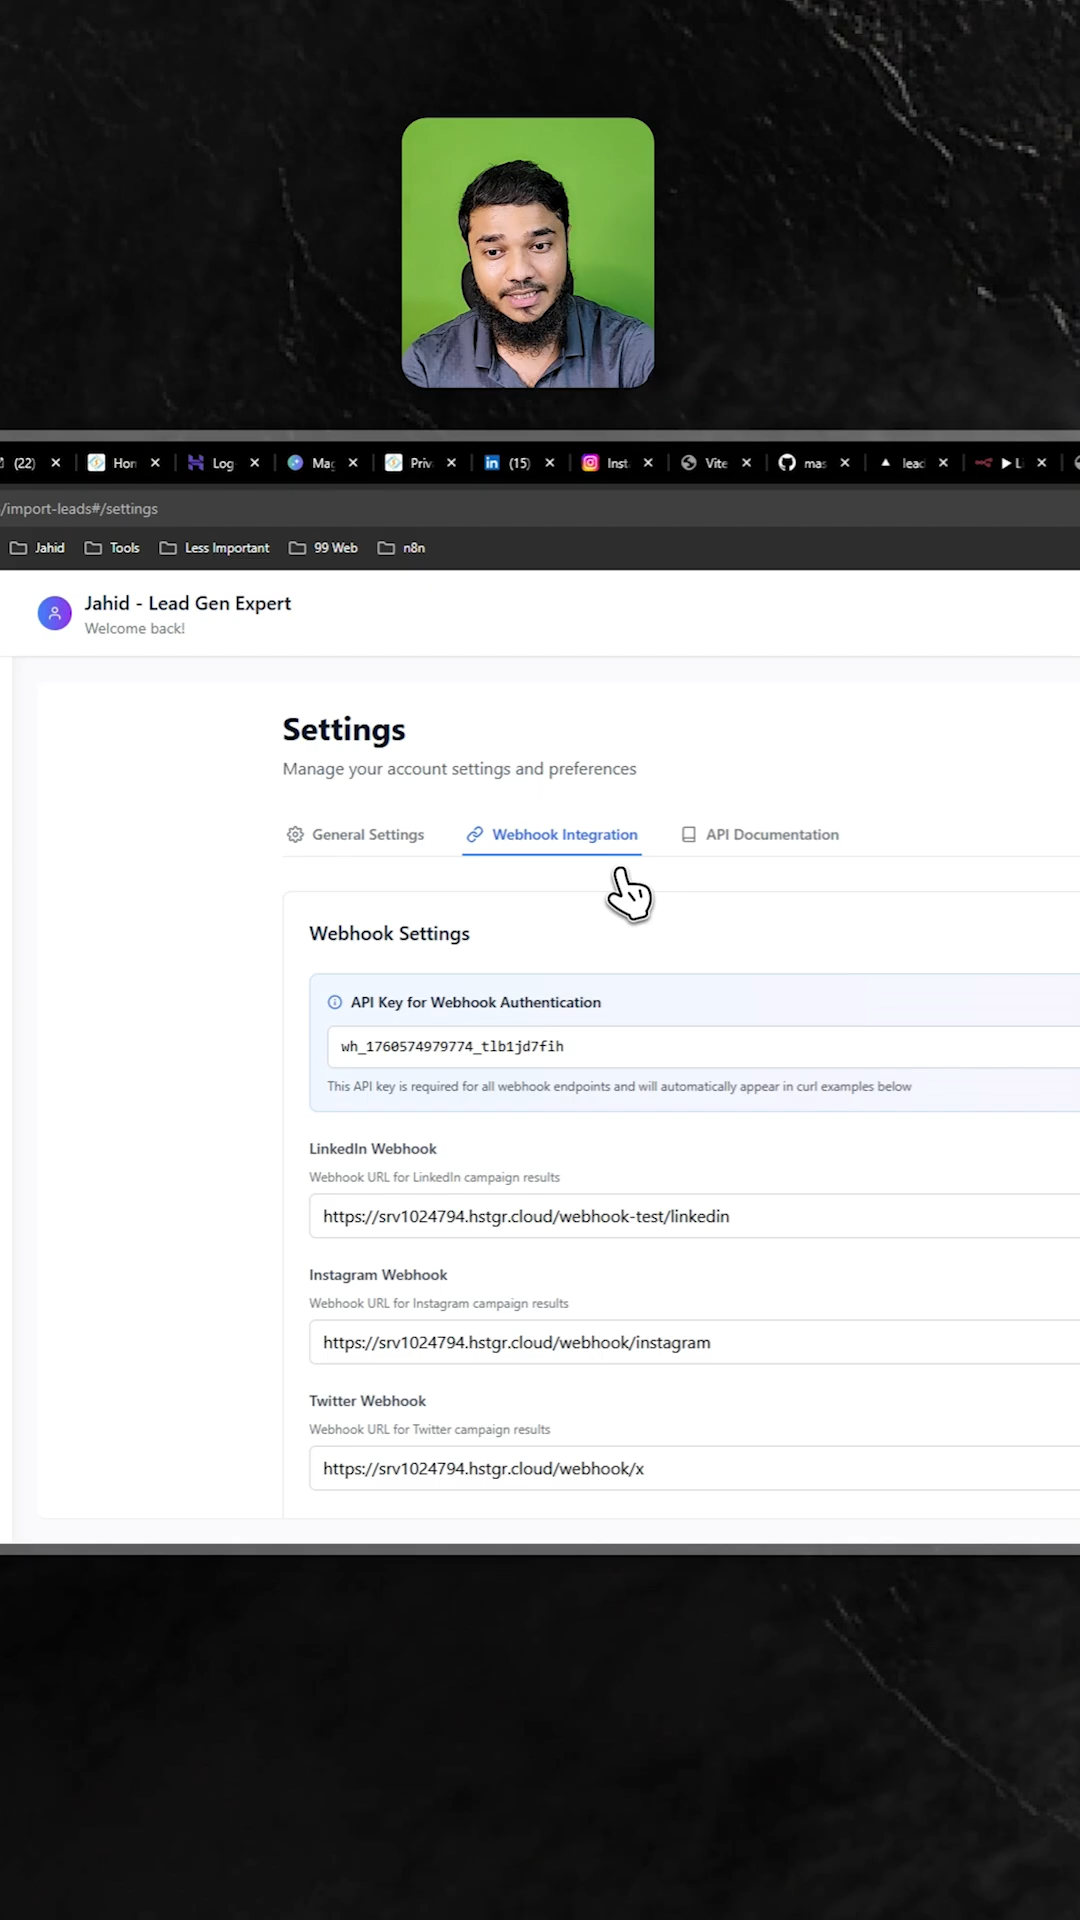 (22) Hor Log Mag Priv (15) Inst Vite mas leac L
/import-leads#/settings
Jahid Tools Less Important 99 Web n8n
Jahid - Lead Gen Expert
Welcome back!
Settings
Manage your account settings and preferences
General Settings Webhook Integration API Documentation
Webhook Settings
API Key for Webhook Authentication
wh_1760574979774_tlb1jd7fih
This API key is required for all webhook endpoints and will automatically appear in curl examples below
LinkedIn Webhook
Webhook URL for LinkedIn campaign results
https://srv1024794.hstgr.cloud/webhook-test/linkedin
Instagram Webhook
Webhook URL for Instagram campaign results
https://srv1024794.hstgr.cloud/webhook/instagram
Twitter Webhook
Webhook URL for Twitter campaign results
https://srv1024794.hstgr.cloud/webhook/x